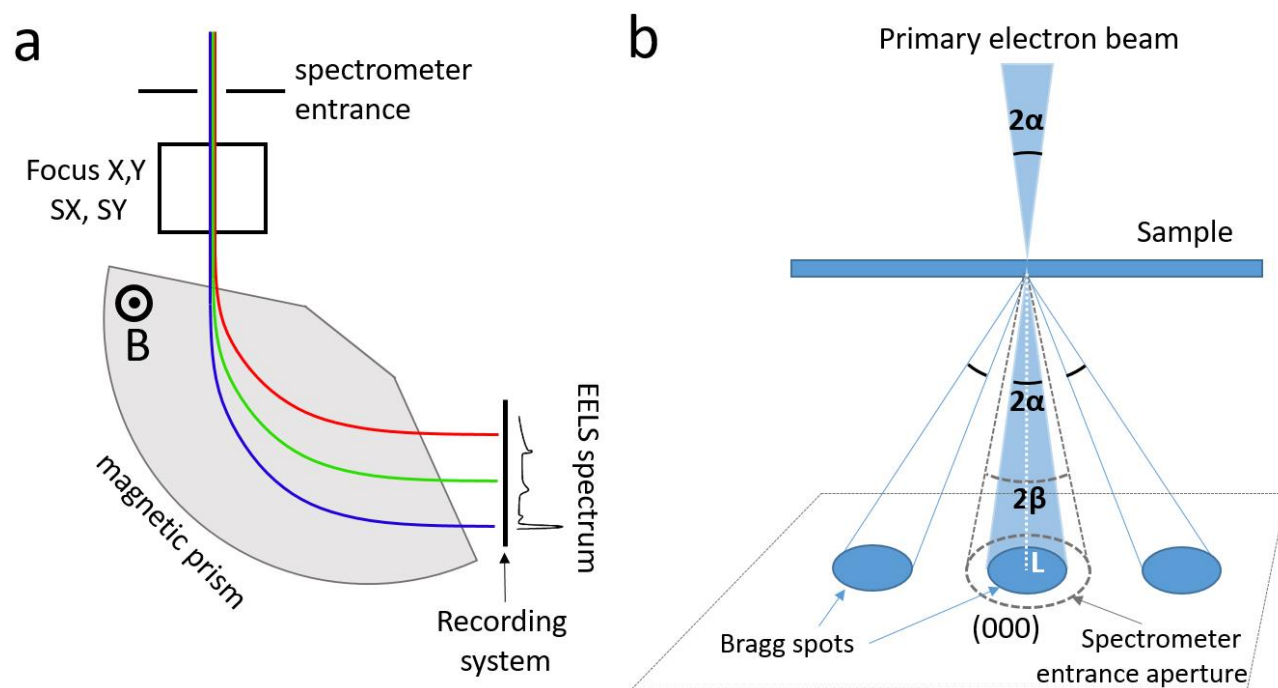 a
spectrometer
entrance
Focus X,Y
SX, SY
B
magnetic prism
EELS spectrum
Recording
system
b
Primary electron beam
2α
Sample
2α
2β
L
(000)
Bragg spots
Spectrometer
entrance aperture